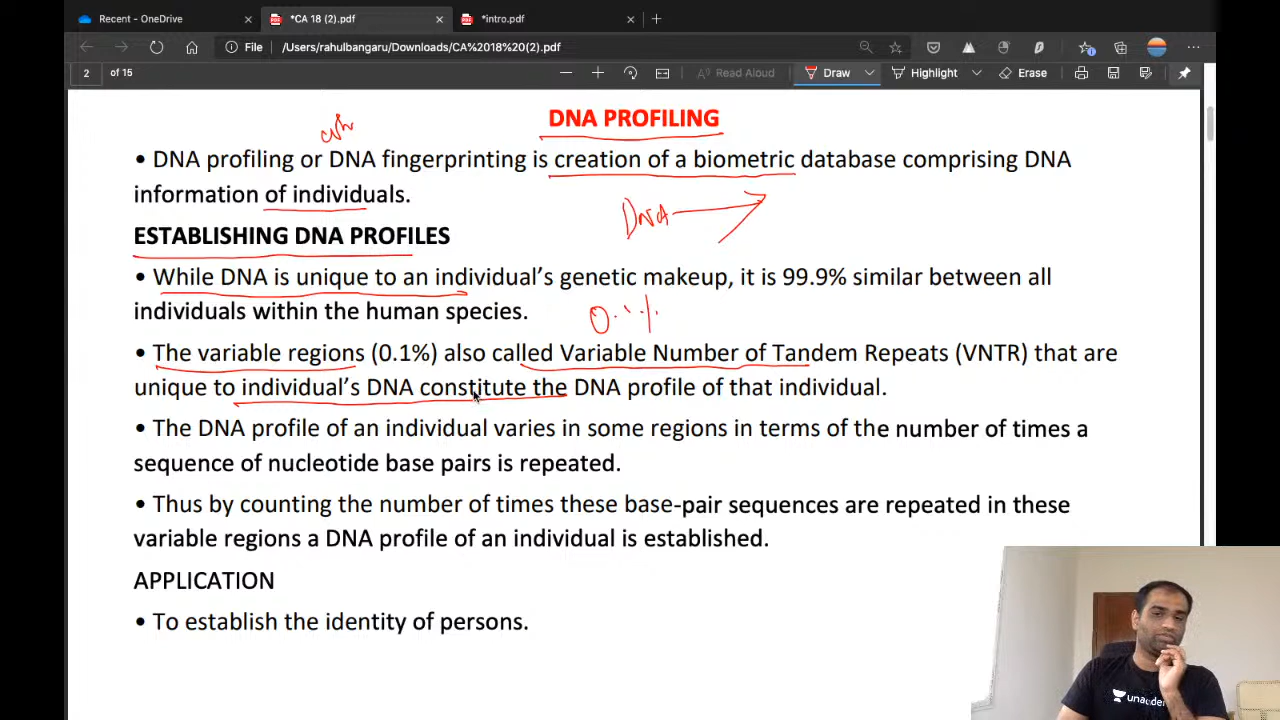 Recent - OneDrive
*CA 18 (2).pdf
*intro.pdf
File /Users/rahulbangaru/Downloads/CA%2018%20(2).pdf
2 of 15 Read Aloud Draw Highlight Erase
DNA PROFILING
• DNA profiling or DNA fingerprinting is creation of a biometric database comprising DNA
information of individuals.
DNA
ESTABLISHING DNA PROFILES
• While DNA is unique to an individual's genetic makeup, it is 99.9% similar between all
individuals within the human species.
0.1%
• The variable regions (0.1%) also called Variable Number of Tandem Repeats (VNTR) that are
unique to individual's DNA constitute the DNA profile of that individual.
• The DNA profile of an individual varies in some regions in terms of the number of times a
sequence of nucleotide base pairs is repeated.
• Thus by counting the number of times these base-pair sequences are repeated in these
variable regions a DNA profile of an individual is established.
APPLICATION
• To establish the identity of persons.